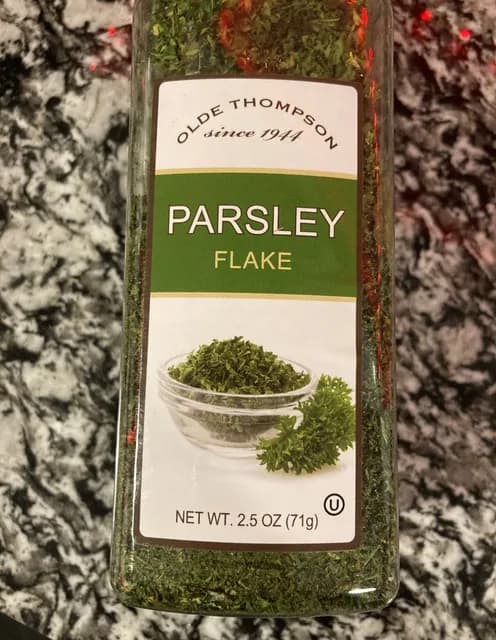 OLDE THOMPSON
since 1944
PARSLEY
FLAKE
U
NET WT. 2.5 OZ (71g)